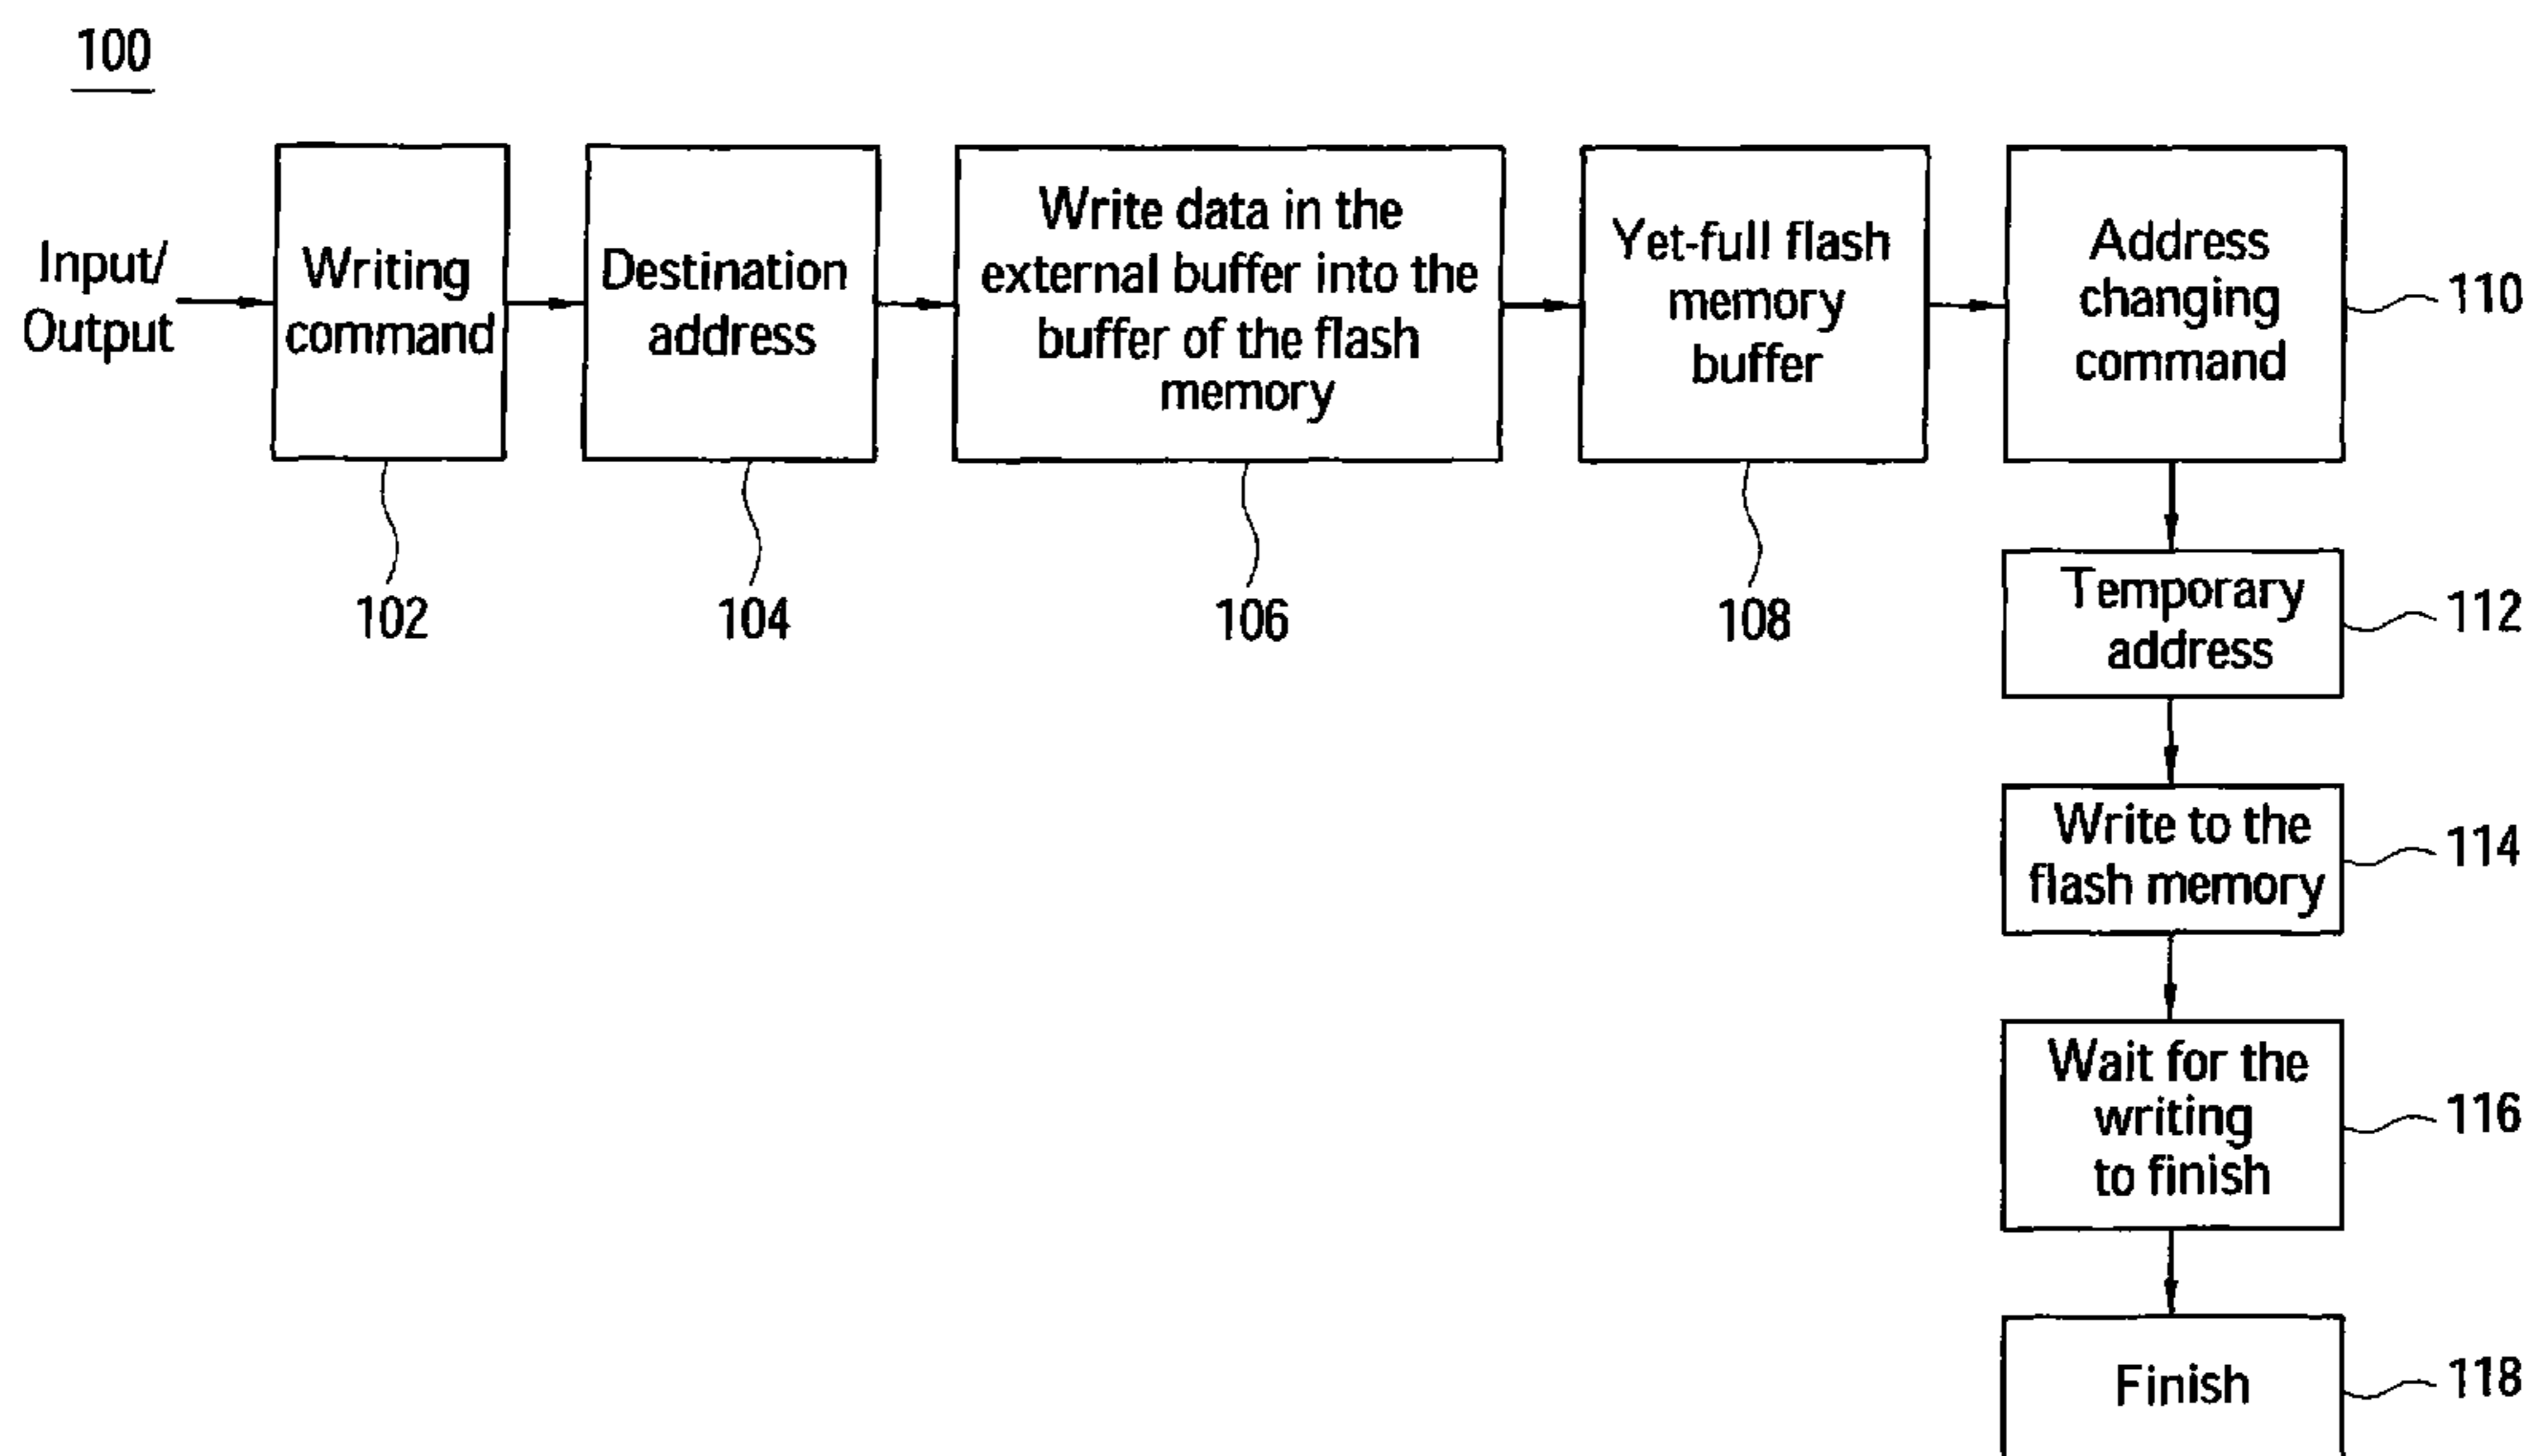 100
Input/
Output
Writing
command
Destination
address
Write data in the
external buffer into the
buffer of the flash
memory
Yet-full flash
memory
buffer
Address
changing
command
110
102
104
106
108
Temporary
address
112
Write to the
flash memory
114
Wait for the
writing
to finish
116
Finish
118